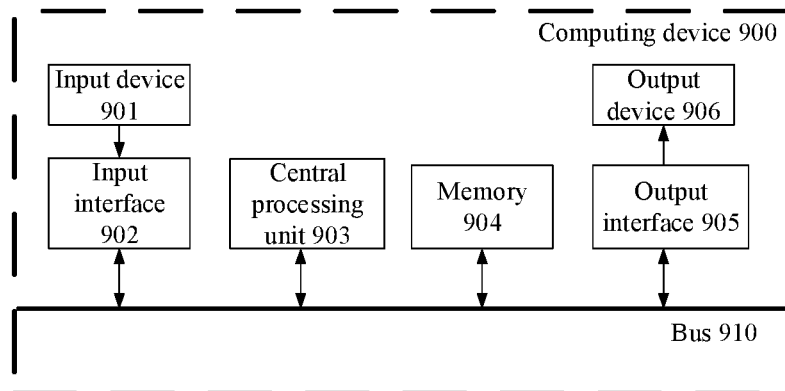 Computing device 900
Input device
901
Output
device 906
Input
interface
902
Central
processing
unit 903
Memory
904
Output
interface 905
Bus 910